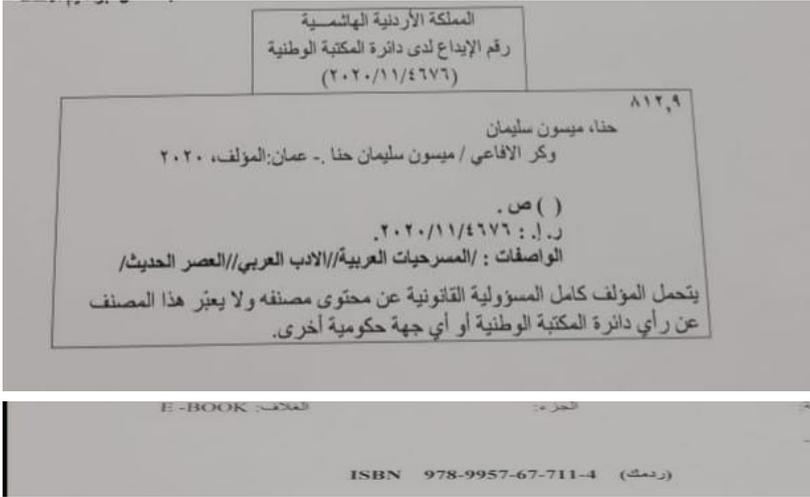 المملكة الأردنية الهاشمـــية
رقم الإيداع لدى دائرة المكتبة الوطنية
(٢٠٢٠/١١/٤٦٧٦)
٨١٢,٩
حنا، ميسون سليمان
وكر الافاعي / ميسون سليمان حنا .- عمان:المؤلف، ٢٠٢٠
( ) ص .
ر. إ. : ٢٠٢٠/١١/٤٦٧٦.
الواصفات : /المسرحيات العربية//الادب العربي//العصر الحديث/
يتحمل المؤلف كامل المسؤولية القانونية عن محتوى مصنفه ولا يعبّر هذا المصنف
عن رأي دائرة المكتبة الوطنية أو أي جهة حكومية أخرى.
الجزء: الغلاف: E -BOOK
(ردمك) ISBN 978-9957-67-711-4